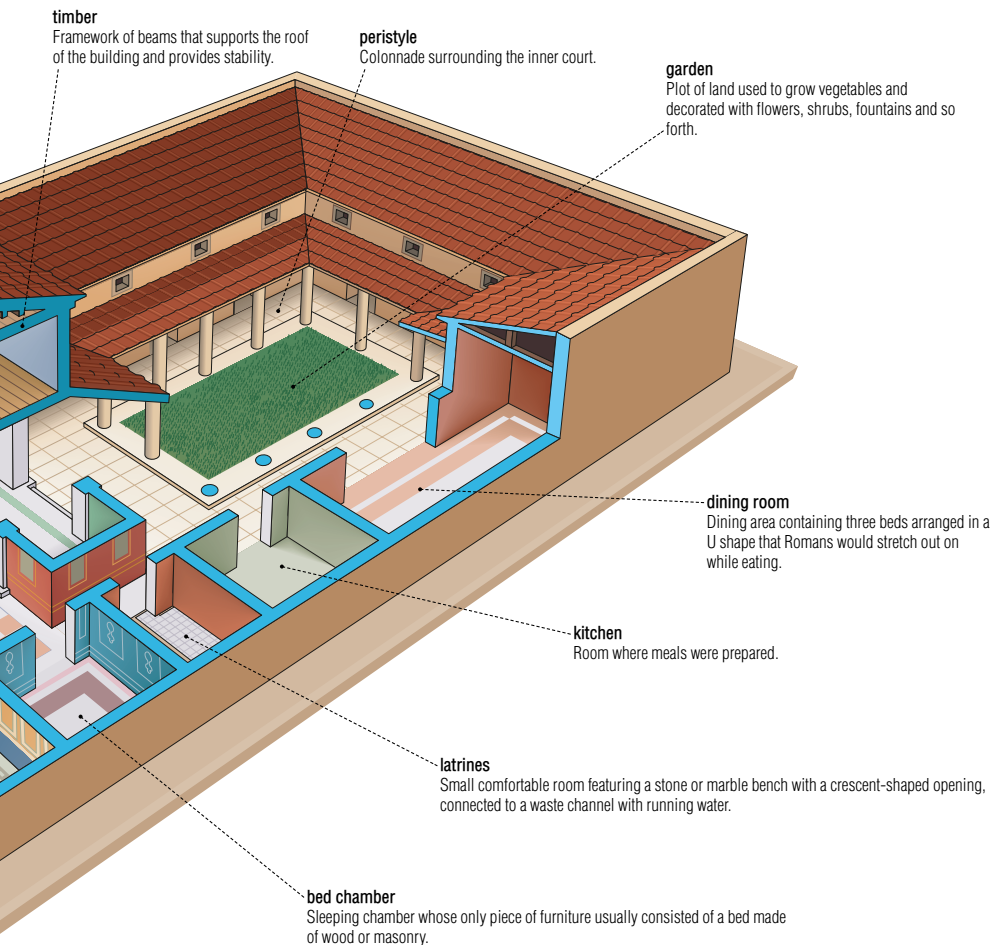 timber
Framework of beams that supports the roof
of the building and provides stability.
peristyle
Colonnade surrounding the inner court.
garden
Plot of land used to grow vegetables and
decorated with flowers, shrubs, fountains and so
forth.
dining room
Dining area containing three beds arranged in a
U shape that Romans would stretch out on
while eating.
kitchen
Room where meals were prepared.
latrines
Small comfortable room featuring a stone or marble bench with a crescent-shaped opening,
connected to a waste channel with running water.
bed chamber
Sleeping chamber whose only piece of furniture usually consisted of a bed made
of wood or masonry.